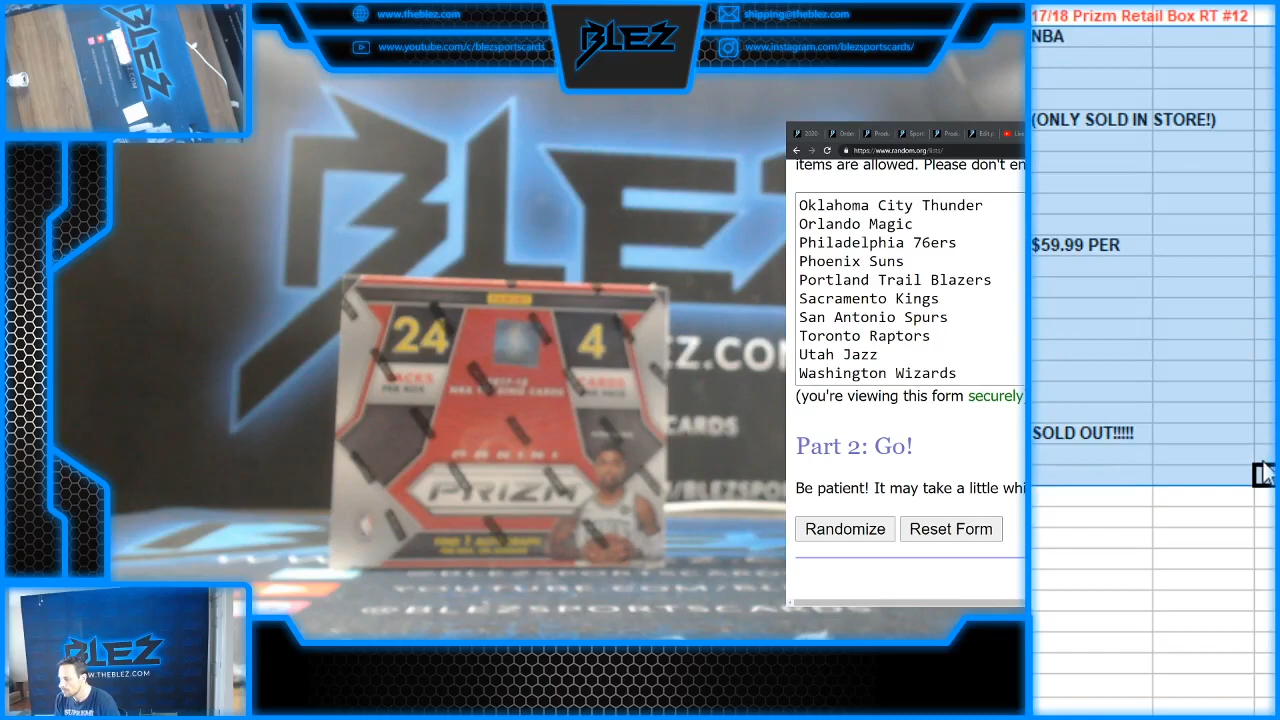 www.theblez.com
www.youtube.com/c/blezsportscards
BLEZ
shipping@theblez.com
www.instagram.com/blezsportscards/
17/18 Prizm Retail Box RT #12
NBA
(ONLY SOLD IN STORE!)
$59.99 PER
SOLD OUT!!!!!
https://www.random.org/lists/
items are allowed. Please don't en
Oklahoma City Thunder
Orlando Magic
Philadelphia 76ers
Phoenix Suns
Portland Trail Blazers
Sacramento Kings
San Antonio Spurs
Toronto Raptors
Utah Jazz
Washington Wizards
(you're viewing this form securely
Part 2: Go!
Be patient! It may take a little whi
Randomize
Reset Form
BLEZ
EZ.COM
PANINI
24
4
PRIZM
@BLEZSPORTSCARDS
BLEZ
WWW.THEBLEZ.COM